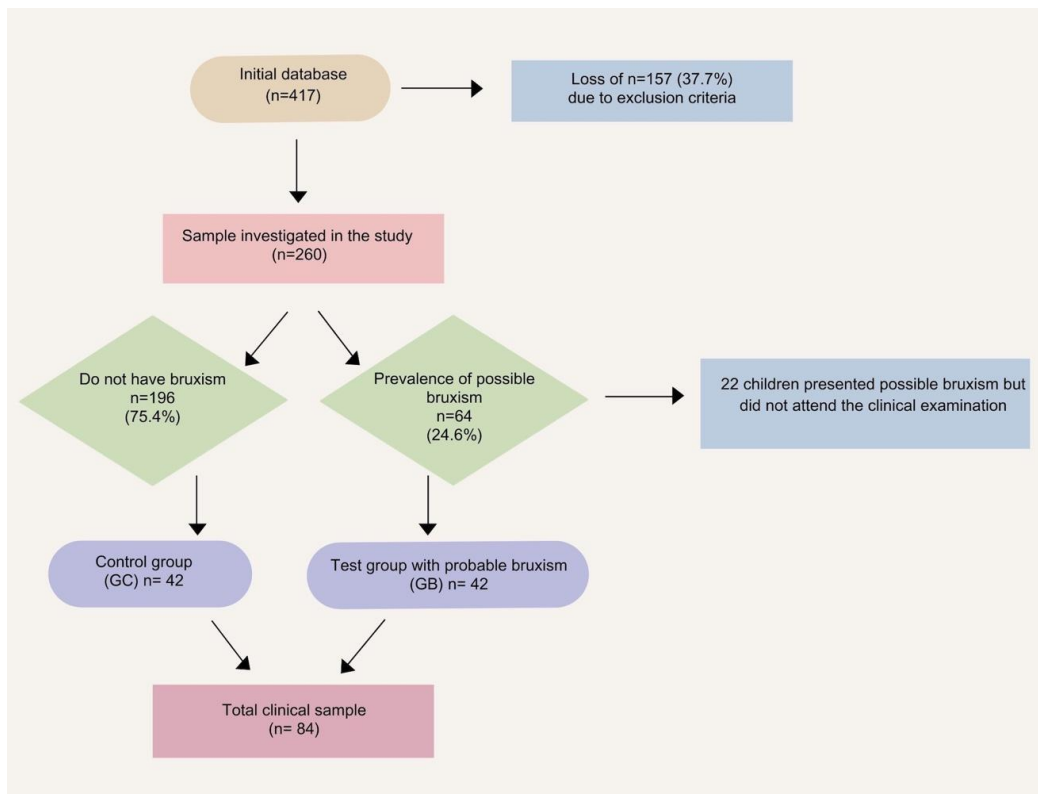 Initial database
(n=417)
Loss of n=157 (37.7%)
due to exclusion criteria
Sample investigated in the study
(n=260)
Do not have bruxism
n=196
(75.4%)
Prevalence of possible
bruxism
n=64
(24.6%)
22 children presented possible bruxism but
did not attend the clinical examination
Control group
(GC) n= 42
Test group with probable bruxism
(GB) n= 42
Total clinical sample
(n= 84)